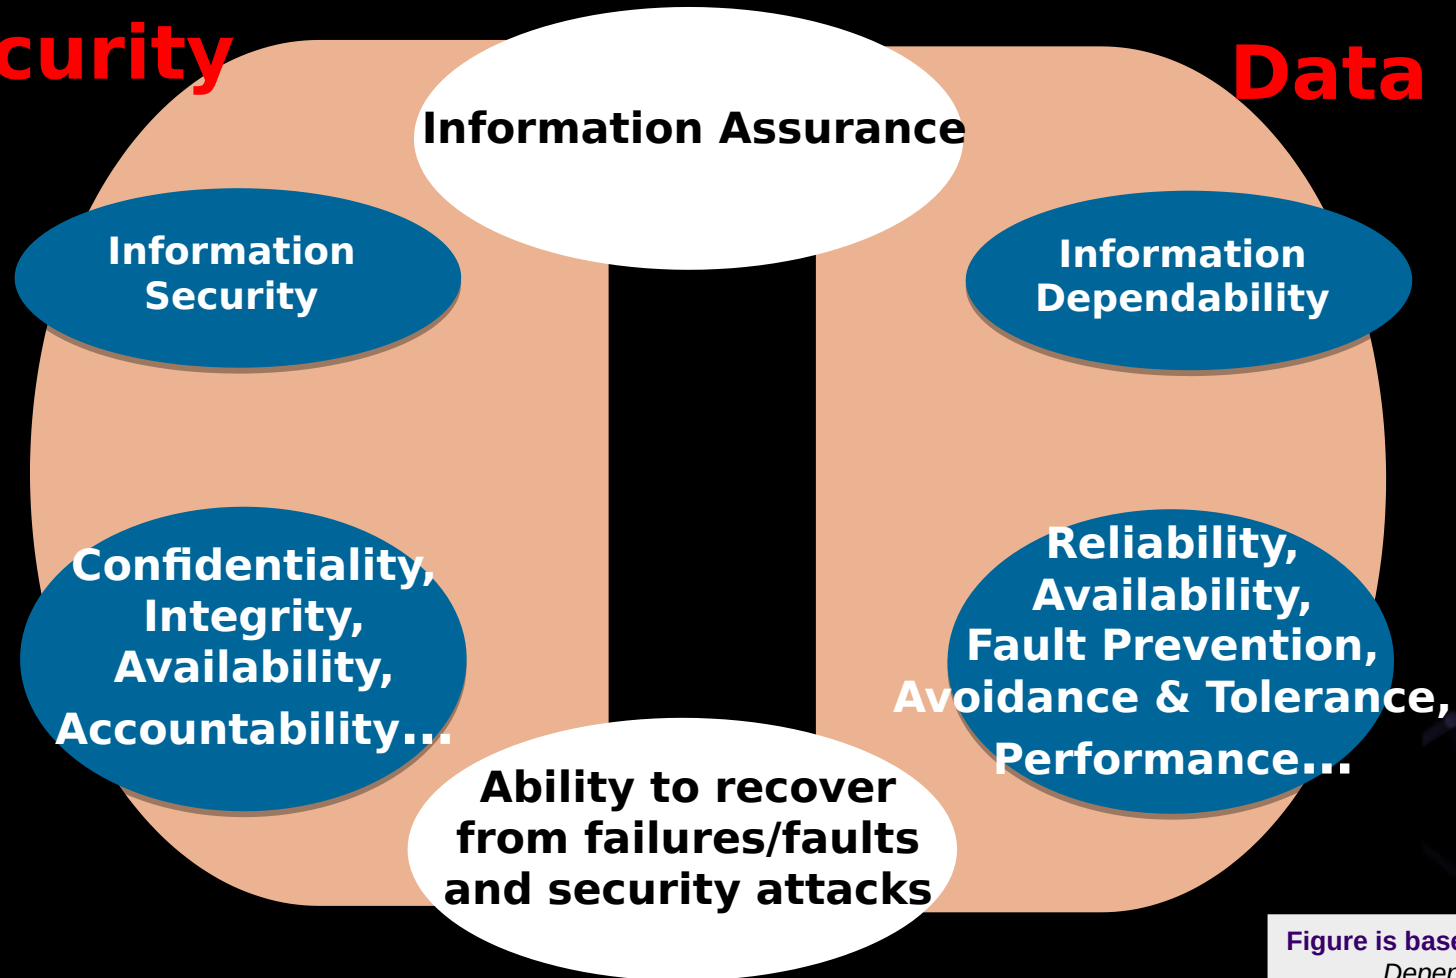 curity
Data
Information Assurance
Information
Security
Information
Dependability
Confidentiality,
Integrity,
Availability,
Accountability...
Reliability,
Availability,
Fault Prevention,
Avoidance & Tolerance,
Performance...
Ability to recover
from failures/faults
and security attacks
Figure is base
Depen